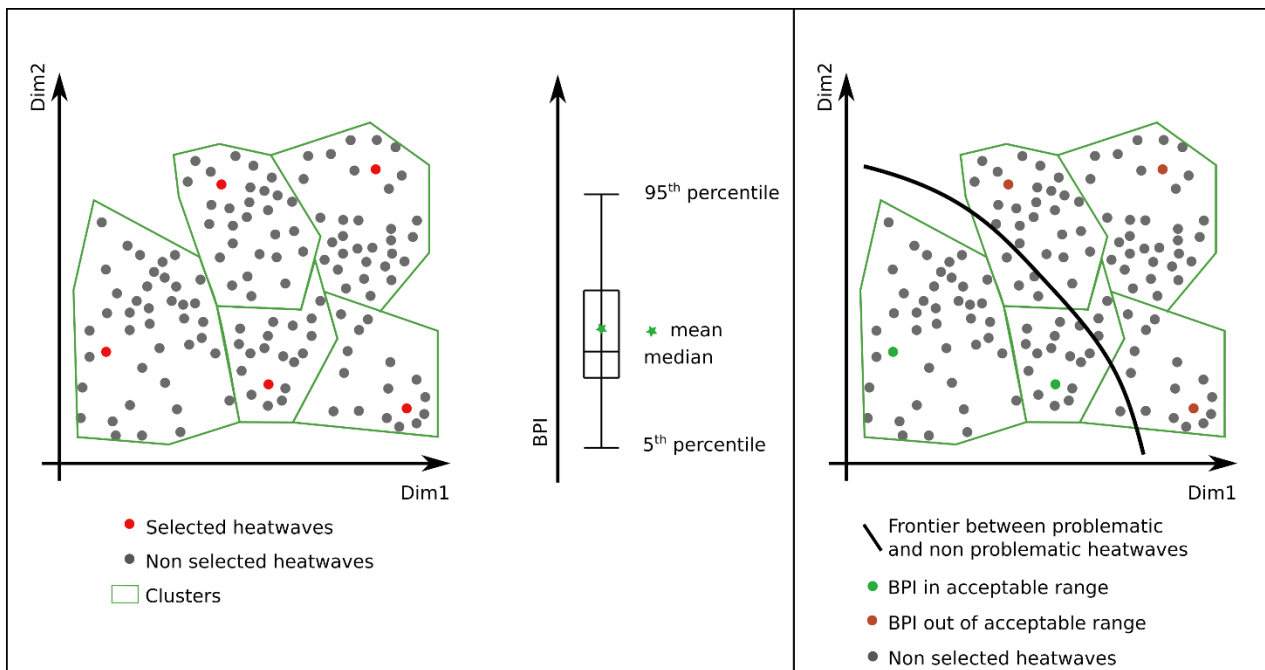 Dim2
Dim1
Selected heatwaves
Non selected heatwaves
Clusters
BPI
95th percentile
mean
median
5th percentile
Dim2
Dim1
Frontier between problematic
and non problematic heatwaves
BPI in acceptable range
BPI out of acceptable range
Non selected heatwaves